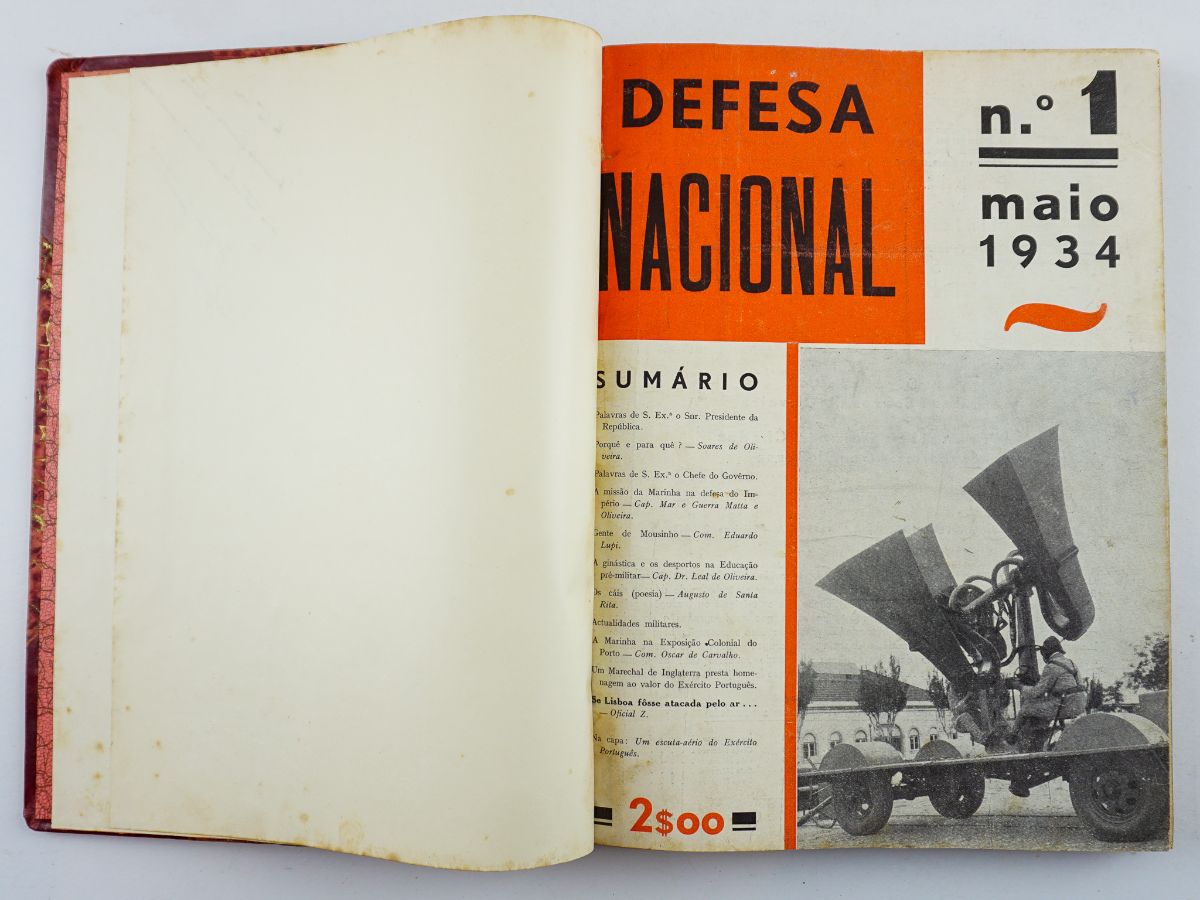 DEFESA
NACIONAL
n.º 1
maio
1934
SUMÁRIO
Palavras de S. Ex.ª o Snr. Presidente da
República.
Porquê e para quê ? — Soares de Oli-
veira.
Palavras de S. Ex.ª o Chefe do Govêrno.
A missão da Marinha na defesa do Im-
pério — Cap. Mar e Guerra Matta e
Oliveira.
Gente de Mousinho — Com. Eduardo
Lupi.
A ginástica e os desportos na Educação
pré-militar — Cap. Dr. Leal de Oliveira.
Os cáis (poesia) — Augusto de Santa
Rita.
Actualidades militares.
A Marinha na Exposição Colonial do
Porto — Com. Oscar de Carvalho.
Um Marechal de Inglaterra presta home-
nagem ao valor do Exército Português.
Se Lisboa fôsse atacada pelo ar . . .
— Oficial Z.
Na capa: Um escuta-aério do Exército
Português.
2$00